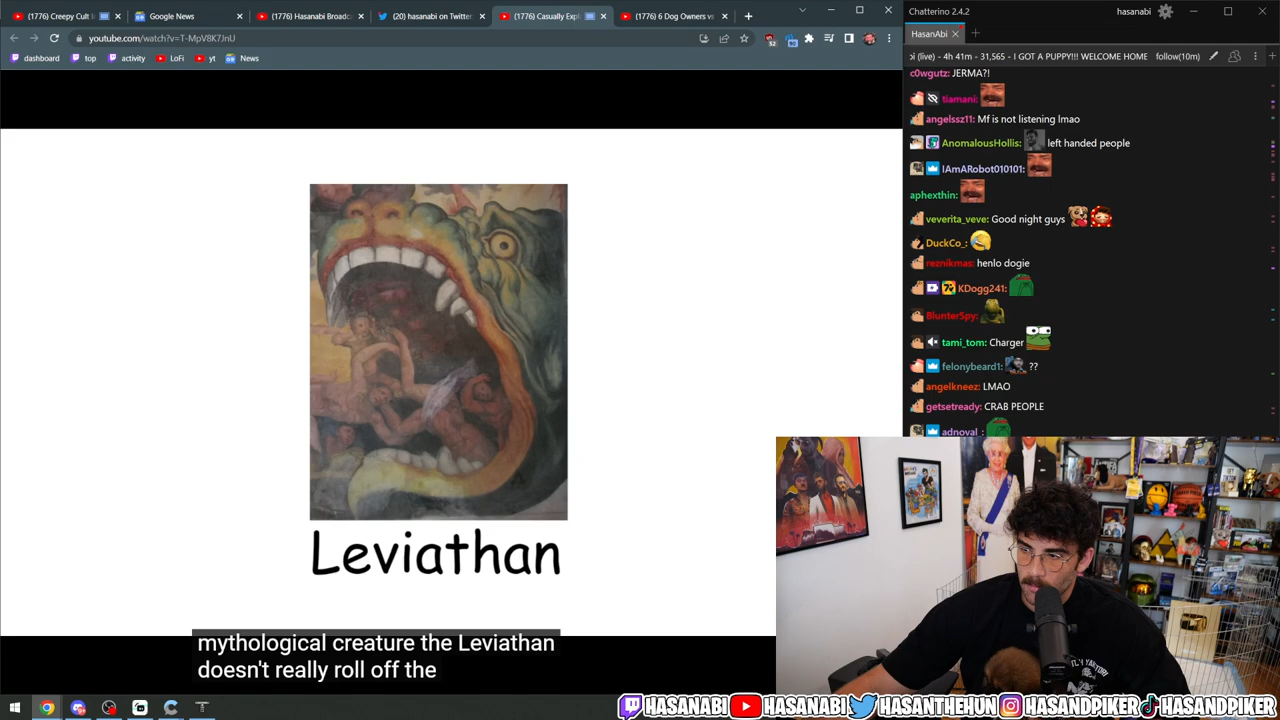 (1776) Creepy Cult I
Google News
(1776) Hasanabi Broadc
(20) hasanabi on Twitter
(1776) Casually Expl
(1776) 6 Dog Owners v
Chatterino 2.4.2
hasanabi
youtube.com/watch?v=T-MpV8K7JnU
HasanAbi
dashboard
top
activity
LoFi
yt
News
(live) - 4h 41m - 31,565 - I GOT A PUPPY!!! WELCOME HOME
follow(10m)
c0wgutz: JERMA?!
tiamani:
angelssz11: Mf is not listening lmao
AnomalousHollis: left handed people
IAmARobot010101:
aphexthin:
veverita_veve: Good night guys
DuckCo_:
reznikmas: henlo dogie
KDogg241:
BlunterSpy:
tami_tom: Charger
felonybeard1: ??
angelkneez: LMAO
getsetready: CRAB PEOPLE
adnoval_:
Leviathan
mythological creature the Leviathan
doesn't really roll off the
HASANABI HASANABI HASANTHEHUN HASANDPIKER HASANDPIKER